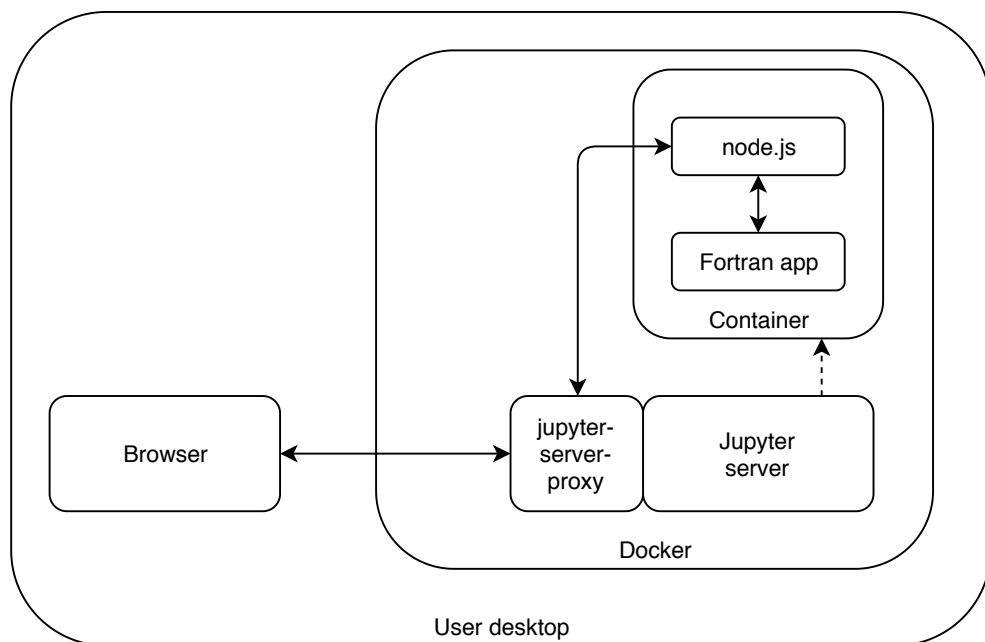 node.js
Fortran app
Container
Browser
jupyter-
server-
proxy
Jupyter
server
Docker
User desktop